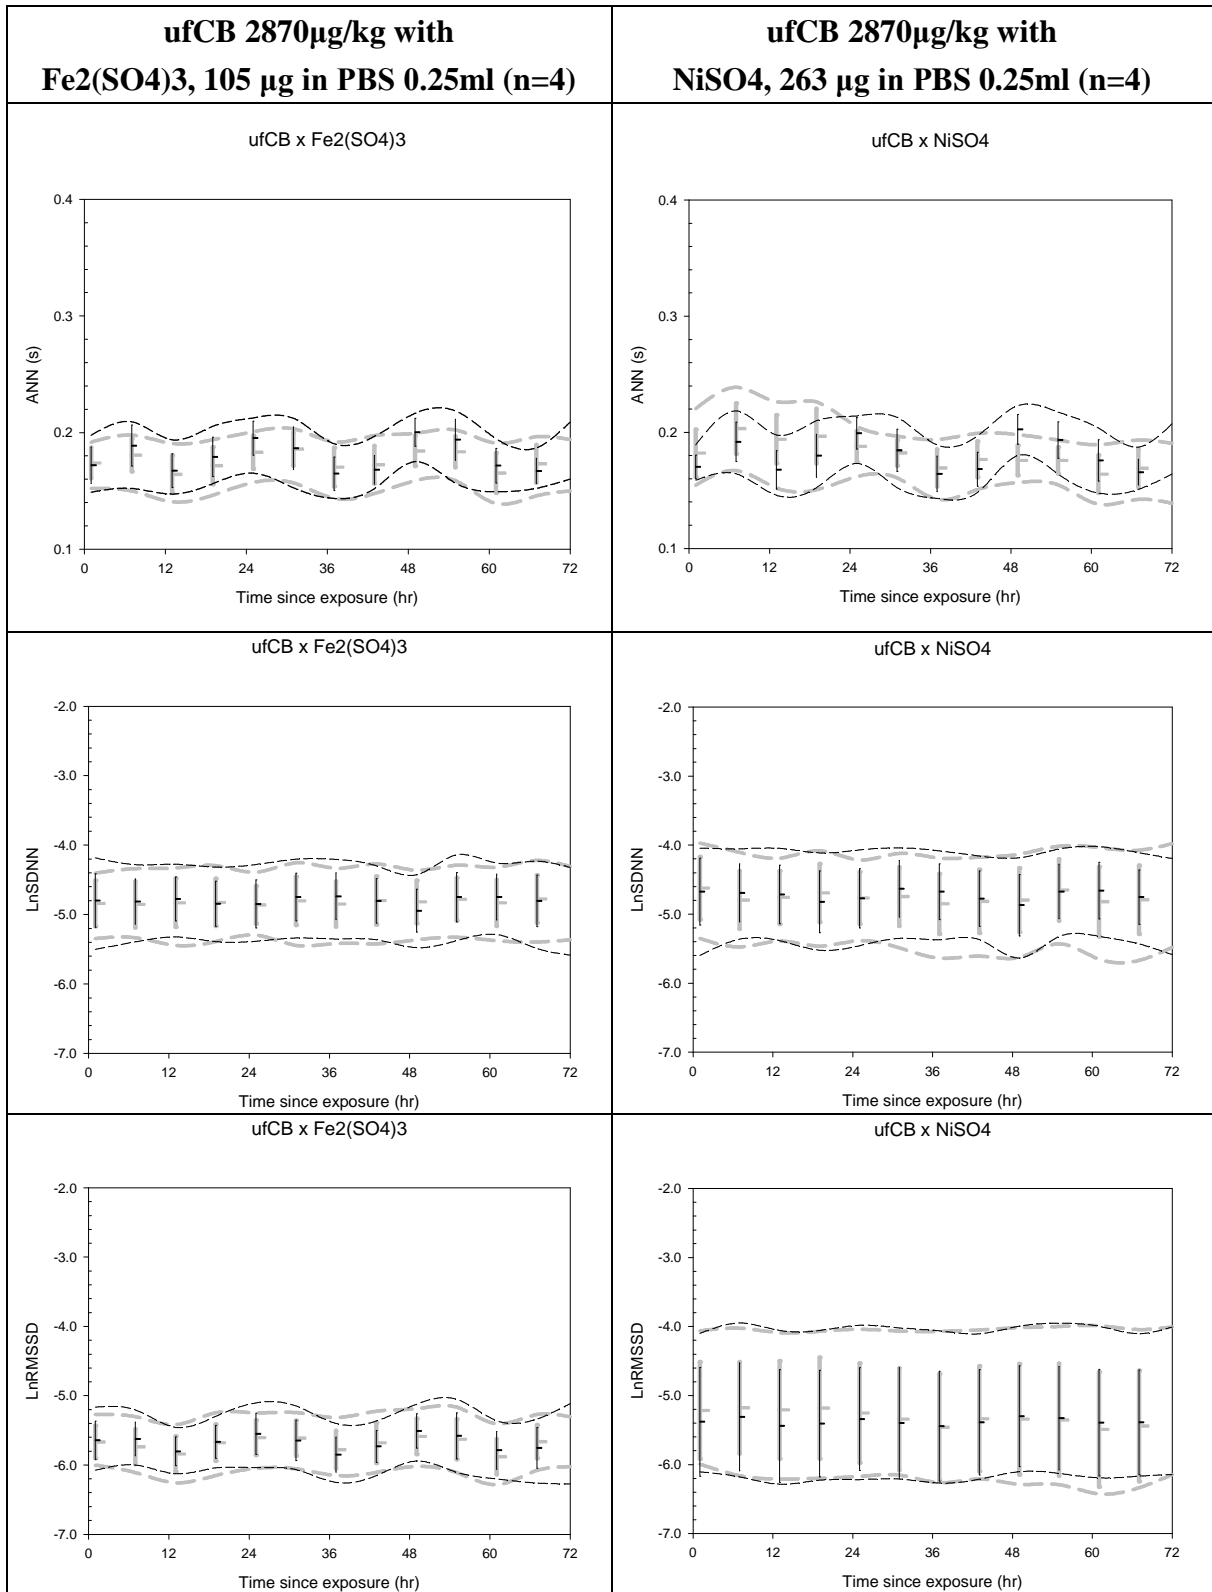 ufCB 2870µg/kg with
Fe2(SO4)3, 105 µg in PBS 0.25ml (n=4)
ufCB 2870µg/kg with
NiSO4, 263 µg in PBS 0.25ml (n=4)
ufCB x Fe2(SO4)3
0.4
0.3
0.2
0.1
ANN (s)
0 12 24 36 48 60 72
Time since exposure (hr)
ufCB x NiSO4
0.4
0.3
0.2
0.1
ANN (s)
0 12 24 36 48 60 72
Time since exposure (hr)
ufCB x Fe2(SO4)3
-2.0
-3.0
-4.0
-5.0
-6.0
-7.0
LnSDNN
0 12 24 36 48 60 72
Time since exposure (hr)
ufCB x NiSO4
-2.0
-3.0
-4.0
-5.0
-6.0
-7.0
LnSDNN
0 12 24 36 48 60 72
Time since exposure (hr)
ufCB x Fe2(SO4)3
-2.0
-3.0
-4.0
-5.0
-6.0
-7.0
LnRMSSD
0 12 24 36 48 60 72
Time since exposure (hr)
ufCB x NiSO4
-2.0
-3.0
-4.0
-5.0
-6.0
-7.0
LnRMSSD
0 12 24 36 48 60 72
Time since exposure (hr)